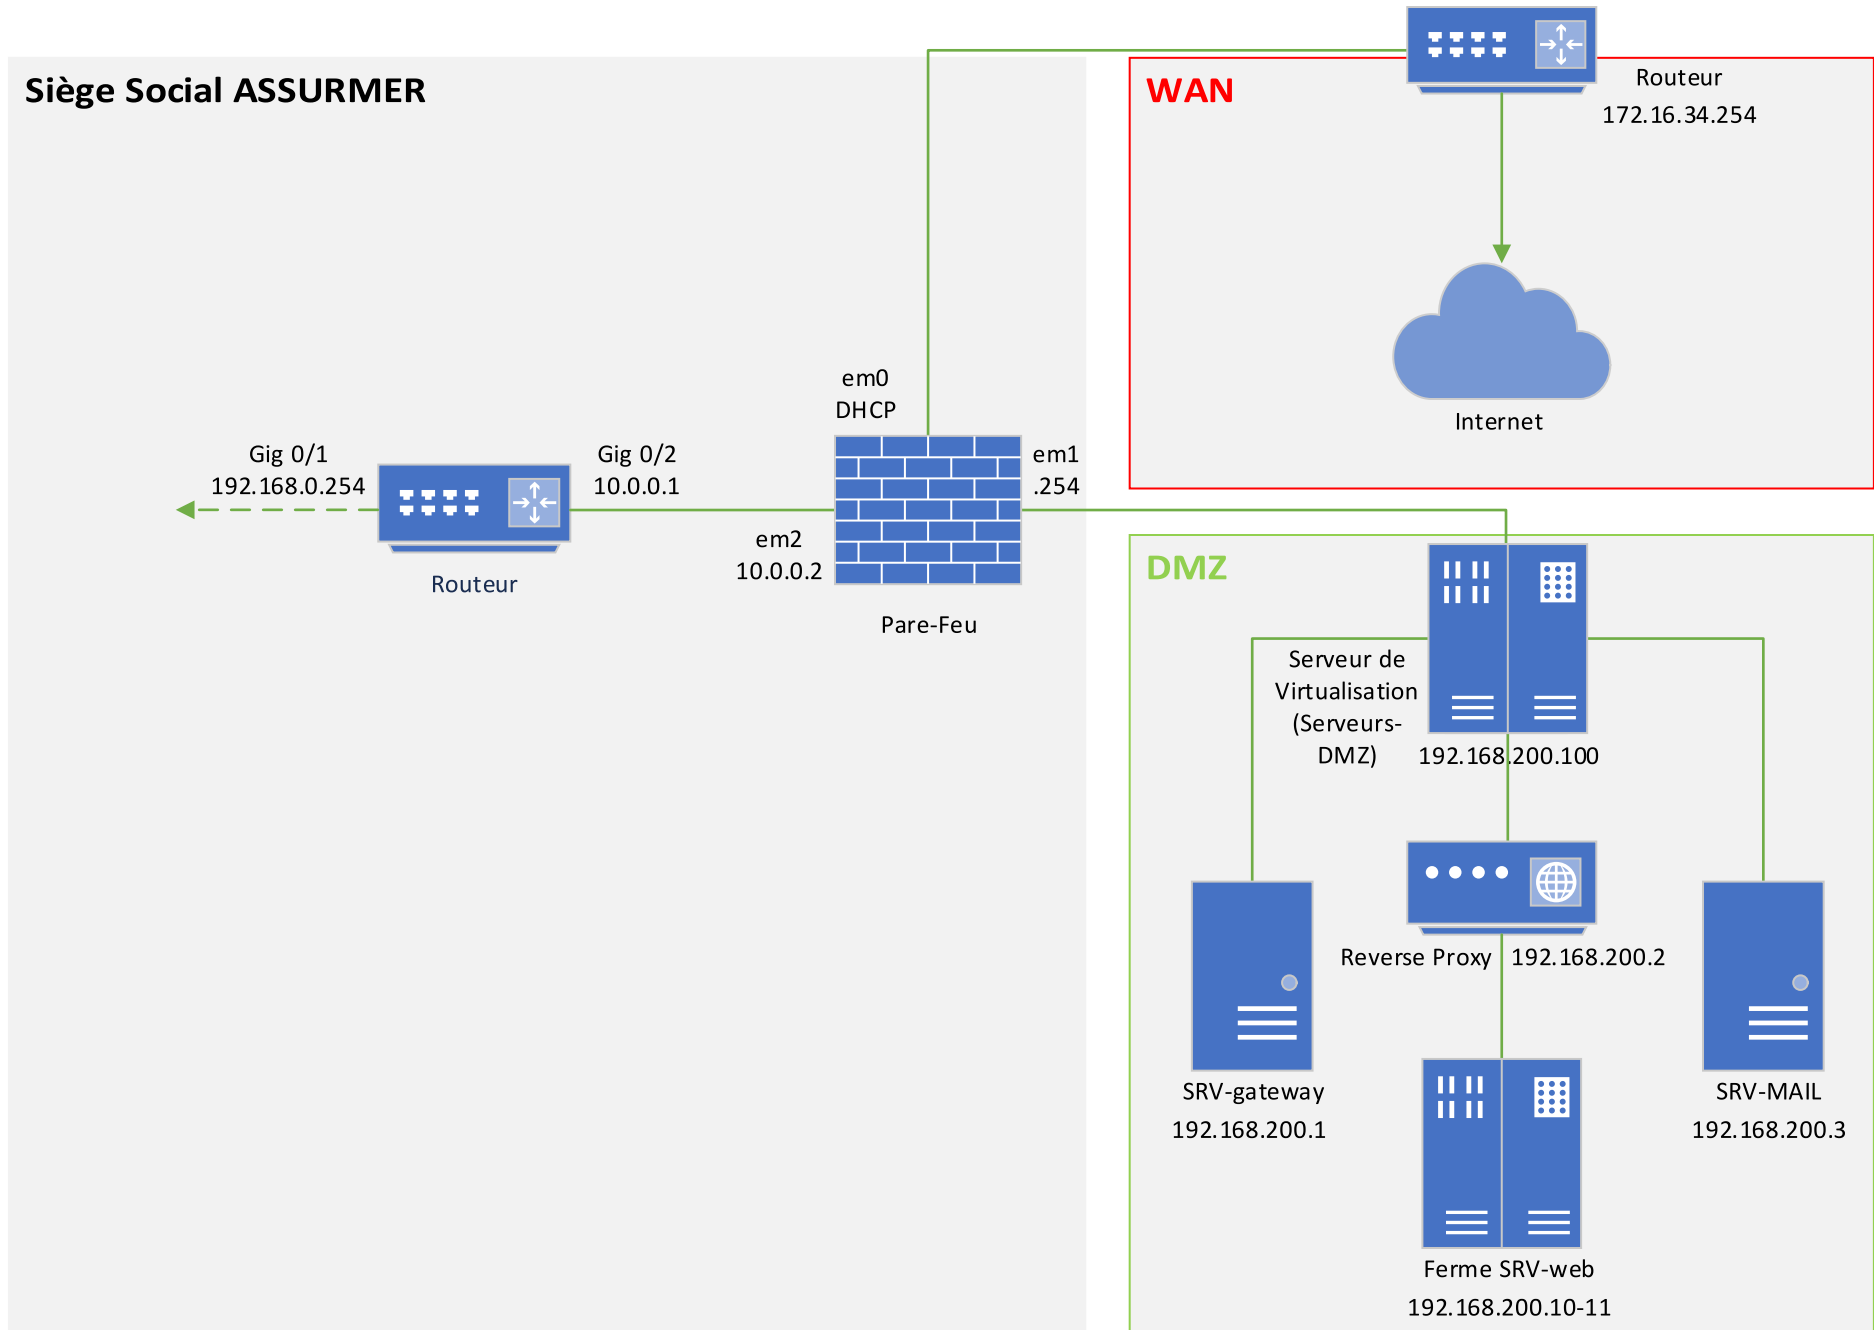 Siège Social ASSURMER
WAN
Routeur
172.16.34.254
Internet
em0
DHCP
Gig 0/1
192.168.0.254
Gig 0/2
10.0.0.1
em1
.254
em2
10.0.0.2
Routeur
Pare-Feu
DMZ
Serveur de
Virtualisation
(Serveurs-
DMZ)
192.168.200.100
Reverse Proxy
192.168.200.2
SRV-gateway
192.168.200.1
SRV-MAIL
192.168.200.3
Ferme SRV-web
192.168.200.10-11